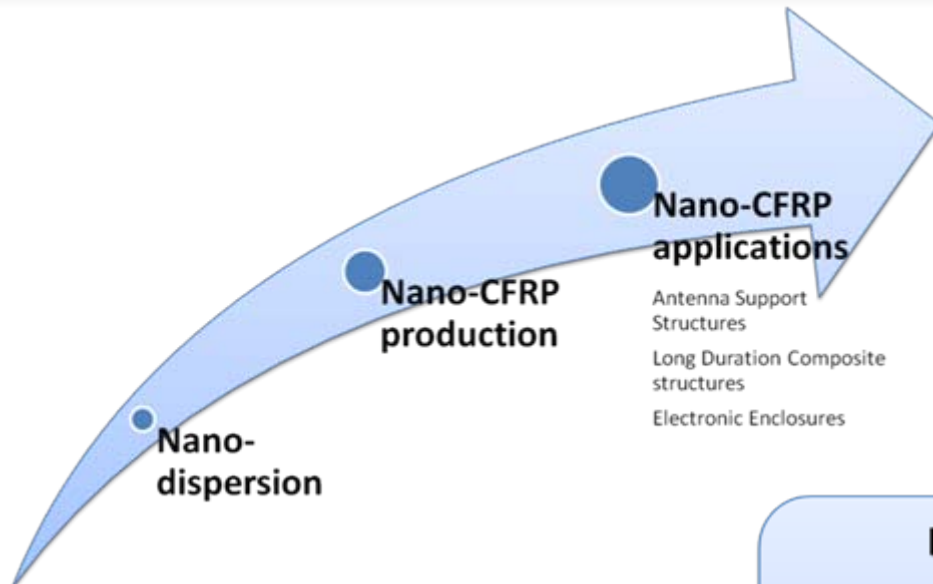 Nano-CFRP
applications
Antenna Support
Structures
Long Duration Composite
structures
Electronic Enclosures
Nano-CFRP
production
Nano-
dispersion